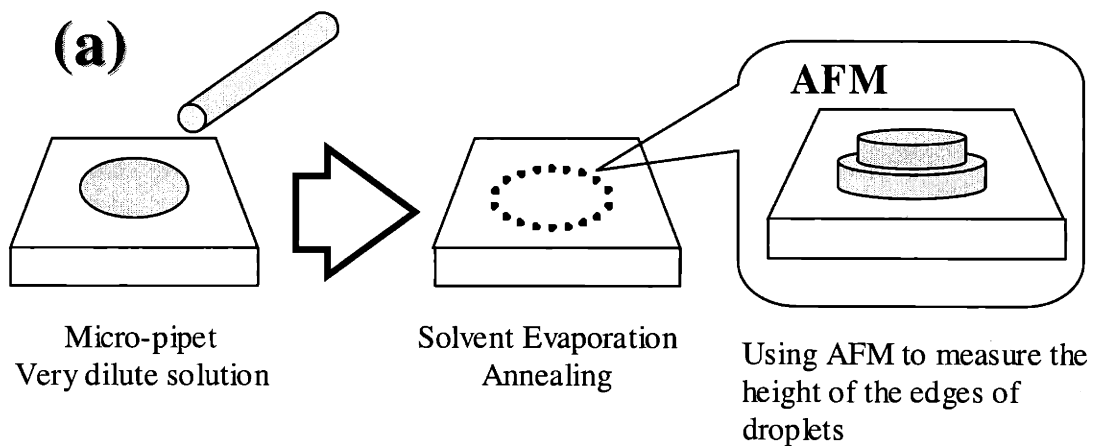 (a)
AFM
Micro-pipet
Very dilute solution
Solvent Evaporation
Annealing
Using AFM to measure the
height of the edges of
droplets